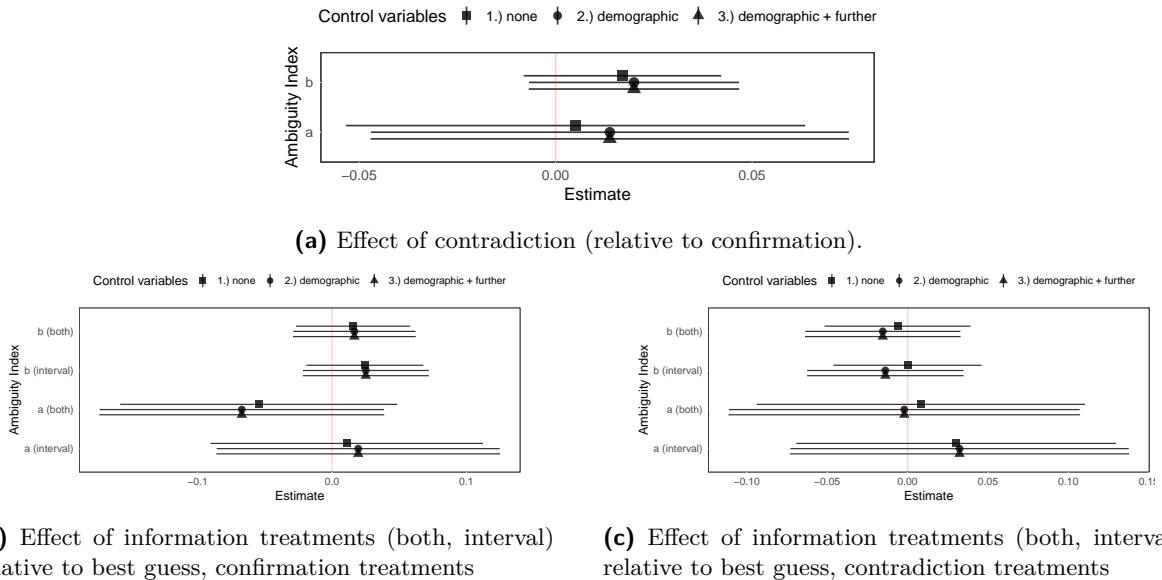 Control variables 1.) none 2.) demographic 3.) demographic + further
Ambiguity Index
b
a
−0.05 0.00 0.05
Estimate
(a) Effect of contradiction (relative to confirmation).
Control variables 1.) none 2.) demographic 3.) demographic + further
Ambiguity Index
b (both)
b (interval)
a (both)
a (interval)
−0.1 0.0 0.1
Estimate
) Effect of information treatments (both, interval)
lative to best guess, confirmation treatments
Control variables 1.) none 2.) demographic 3.) demographic + further
Ambiguity Index
b (both)
b (interval)
a (both)
a (interval)
−0.10 −0.05 0.00 0.05 0.10 0.15
Estimate
(c) Effect of information treatments (both, interva
relative to best guess, contradiction treatments